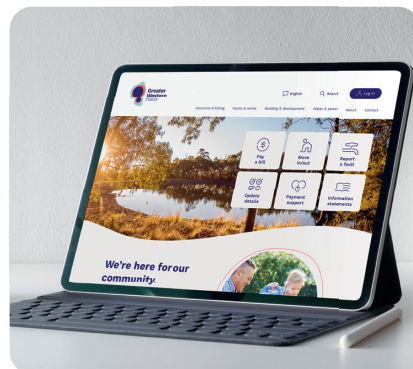 Greater
Western
Water
English
Search
Log in
Accounts & billing
Faults & works
Building & development
Water & sewer
About
Contact
Pay
a bill
Move
in/out
Report
a fault
Update
details
Payment
support
Information
statements
We're here for our
community.